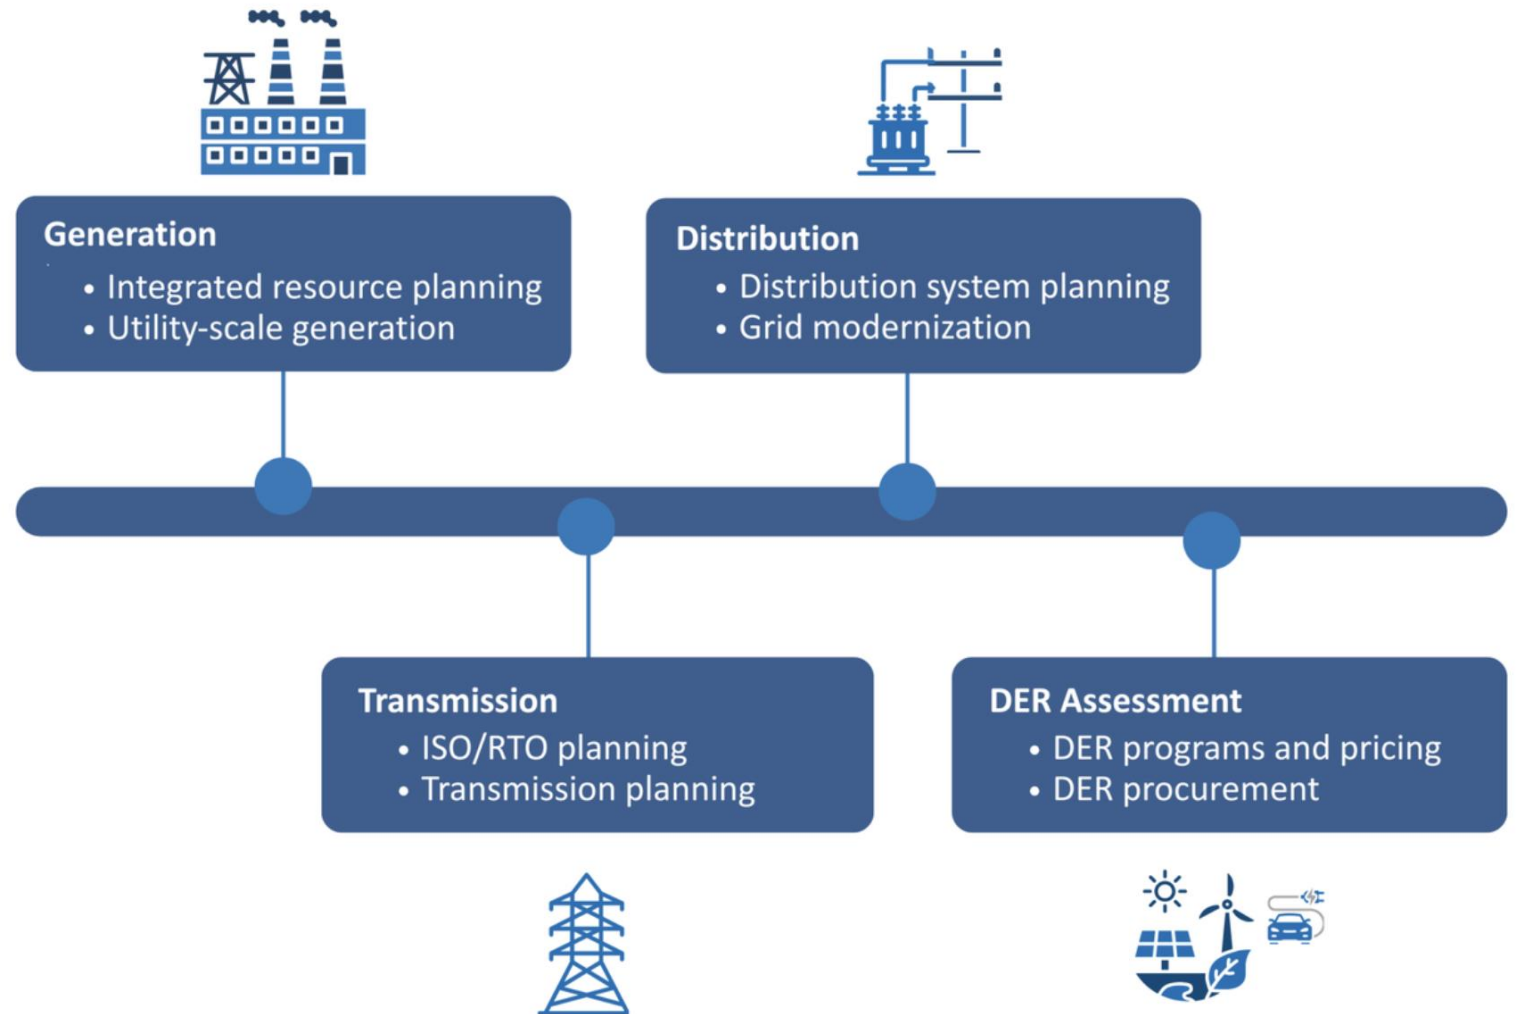 Generation
• Integrated resource planning
• Utility-scale generation
Distribution
• Distribution system planning
• Grid modernization
Transmission
• ISO/RTO planning
• Transmission planning
DER Assessment
• DER programs and pricing
• DER procurement